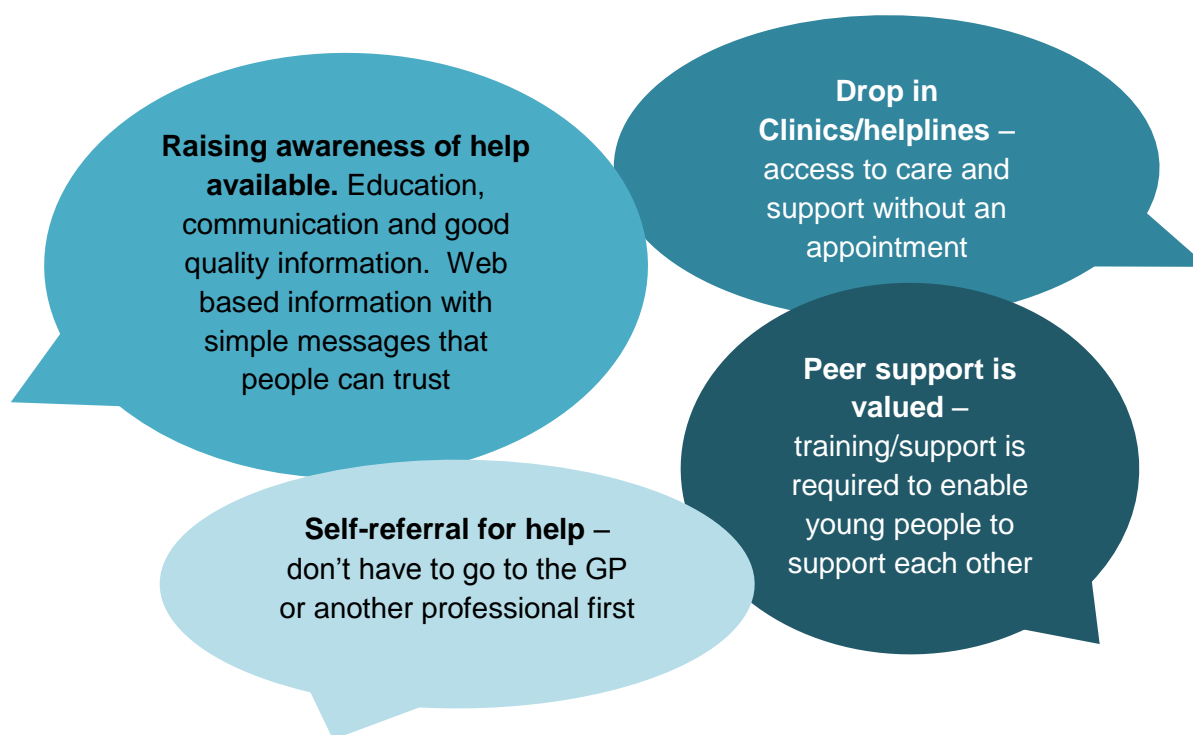 Raising awareness of help
available. Education,
communication and good
quality information.  Web
based information with
simple messages that
people can trust
Drop in
Clinics/helplines –
access to care and
support without an
appointment
Peer support is
valued –
training/support is
required to enable
young people to
support each other
Self-referral for help –
don’t have to go to the GP
or another professional first